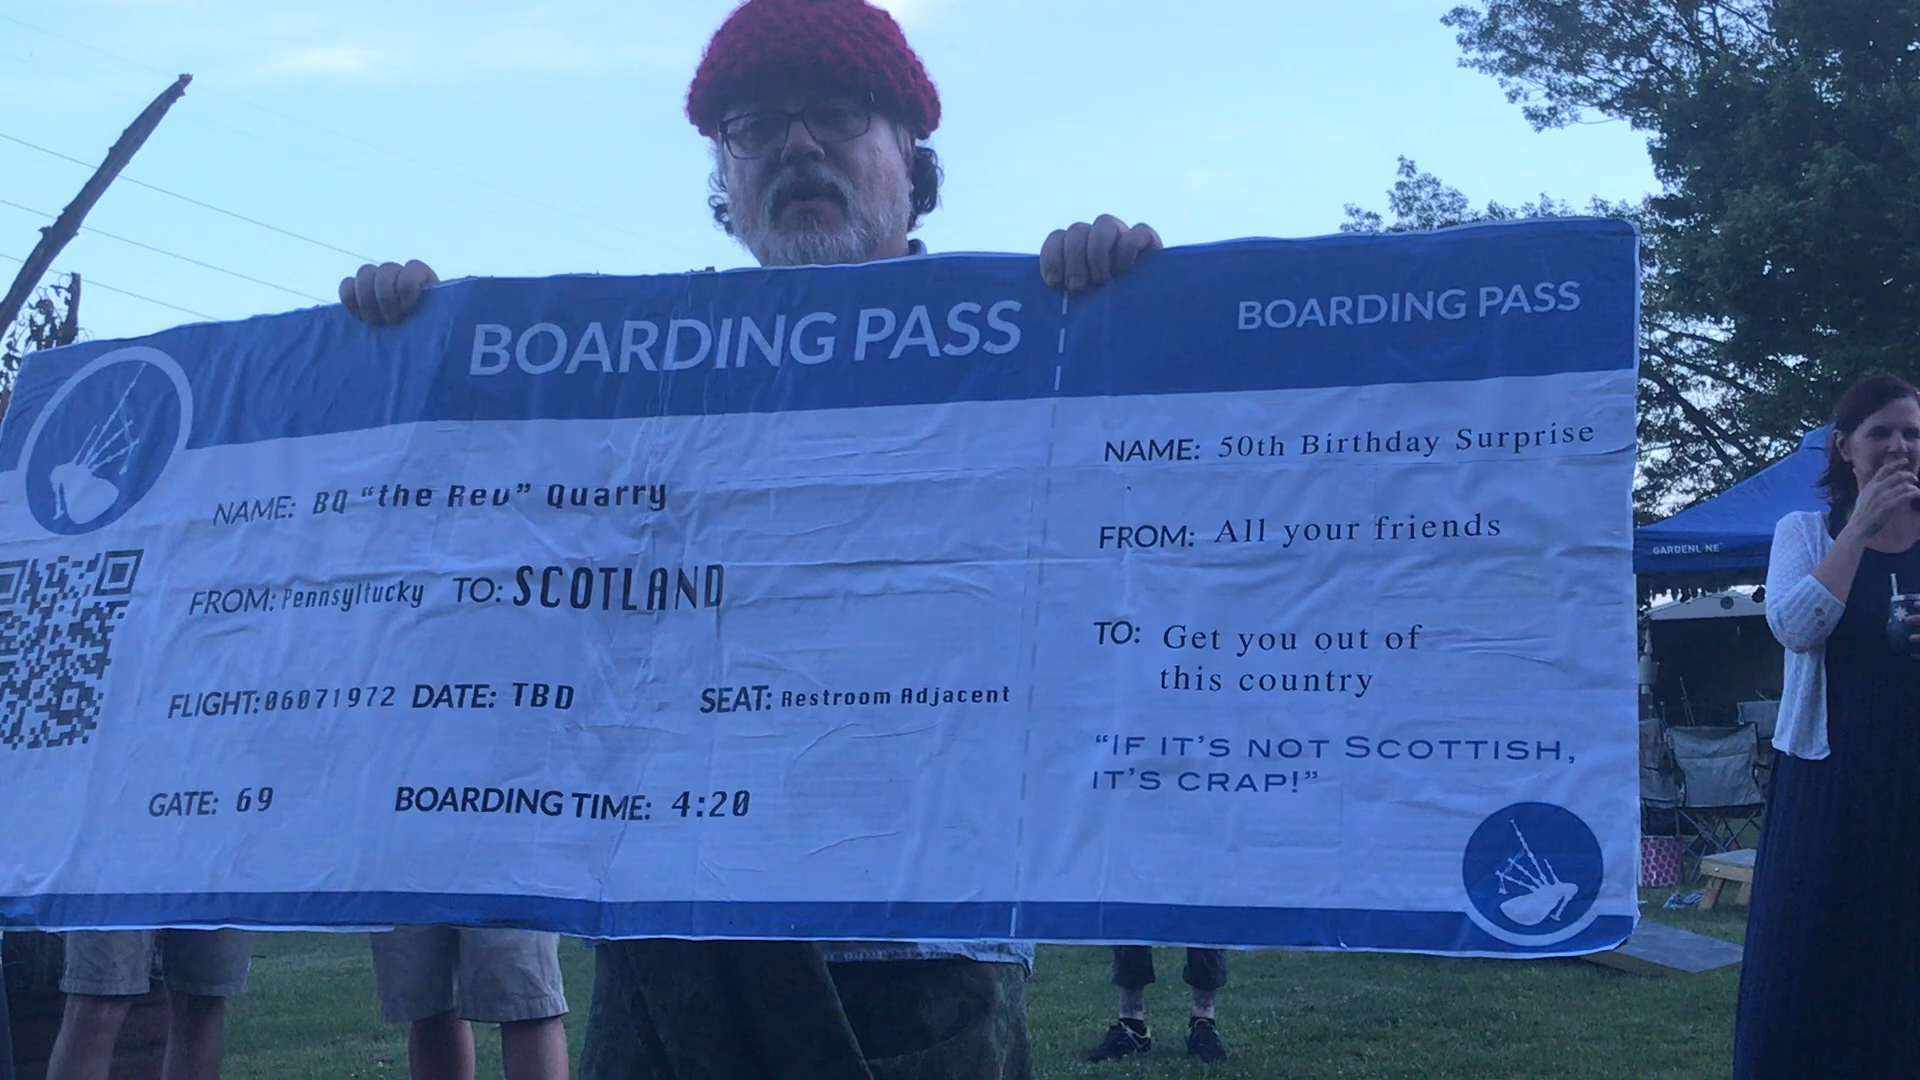 BOARDING PASS
NAME: BQ “the Rev” Quarry
FROM: Pennsyltucky TO: SCOTLAND
FLIGHT: 06071972 DATE: TBD SEAT: Restroom Adjacent
GATE: 69 BOARDING TIME: 4:20
BOARDING PASS
NAME: 50th Birthday Surprise
FROM: All your friends
TO: Get you out of
this country
“IF IT’S NOT SCOTTISH,
IT’S CRAP!”